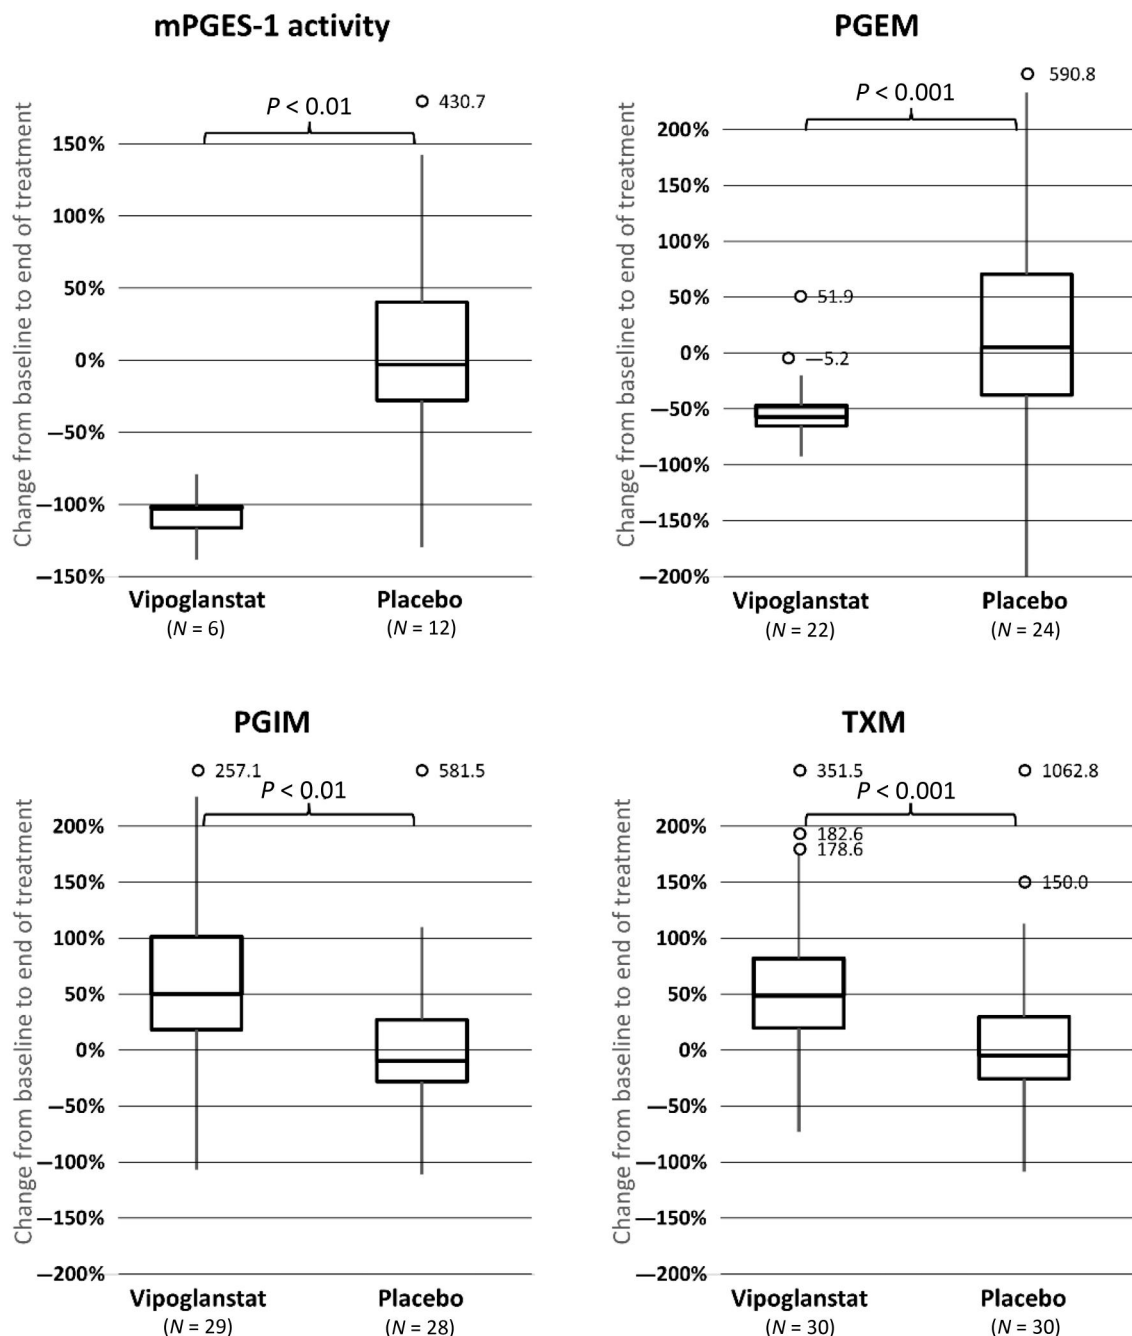 mPGES-1 activity
Change from baseline to end of treatment
P < 0.01
430.7
150%
100%
50%
0%
—50%
—100%
—150%
Vipoglanstat
(N = 6)
Placebo
(N = 12)
PGEM
Change from baseline to end of treatment
590.8
P < 0.001
200%
150%
100%
50%
0%
—50%
—100%
—150%
—200%
51.9
—5.2
Vipoglanstat
(N = 22)
Placebo
(N = 24)
PGIM
Change from baseline to end of treatment
257.1
581.5
P < 0.01
200%
150%
100%
50%
0%
—50%
—100%
—150%
—200%
Vipoglanstat
(N = 29)
Placebo
(N = 28)
TXM
Change from baseline to end of treatment
351.5
1062.8
P < 0.001
200%
182.6
178.6
150%
150.0
100%
50%
0%
—50%
—100%
—150%
—200%
Vipoglanstat
(N = 30)
Placebo
(N = 30)